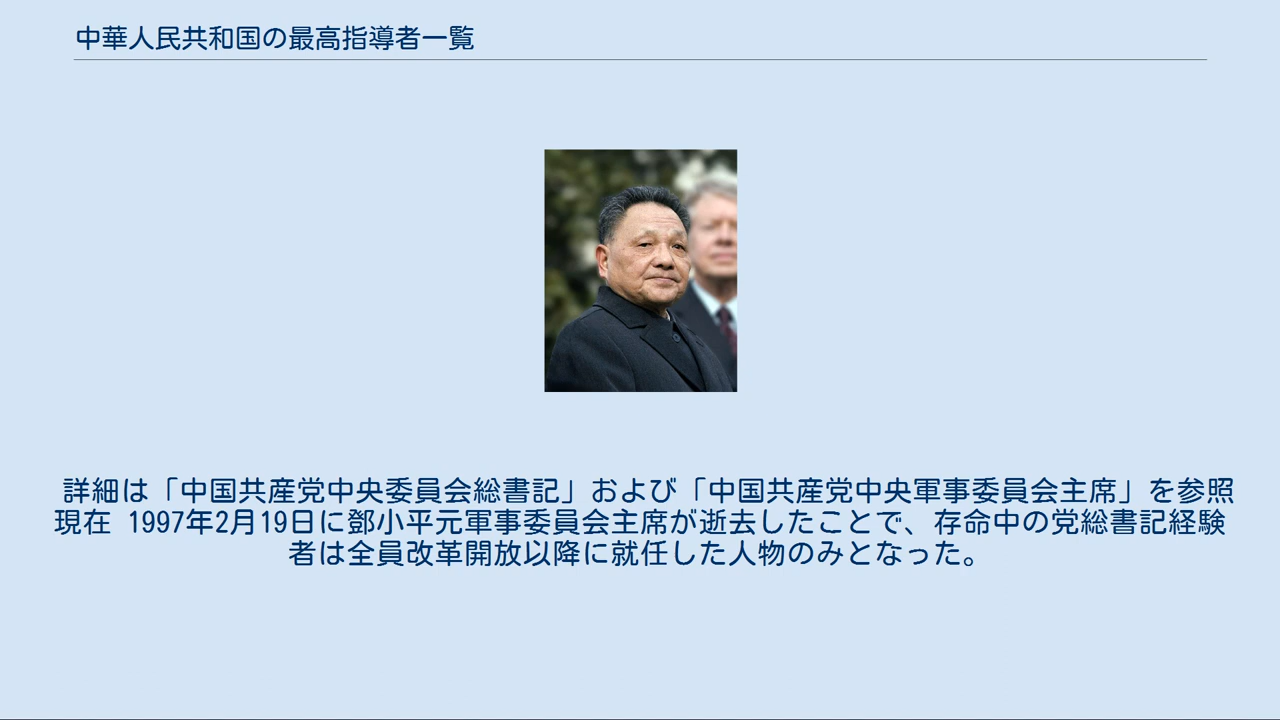 中華人民共和国の最高指導者一覧
詳細は「中国共産党中央委員会総書記」および「中国共産党中央軍事委員会主席」を参照
現在 1997年2月19日に鄧小平元軍事委員会主席が逝去したことで、存命中の党総書記経験
者は全員改革開放以降に就任した人物のみとなった。